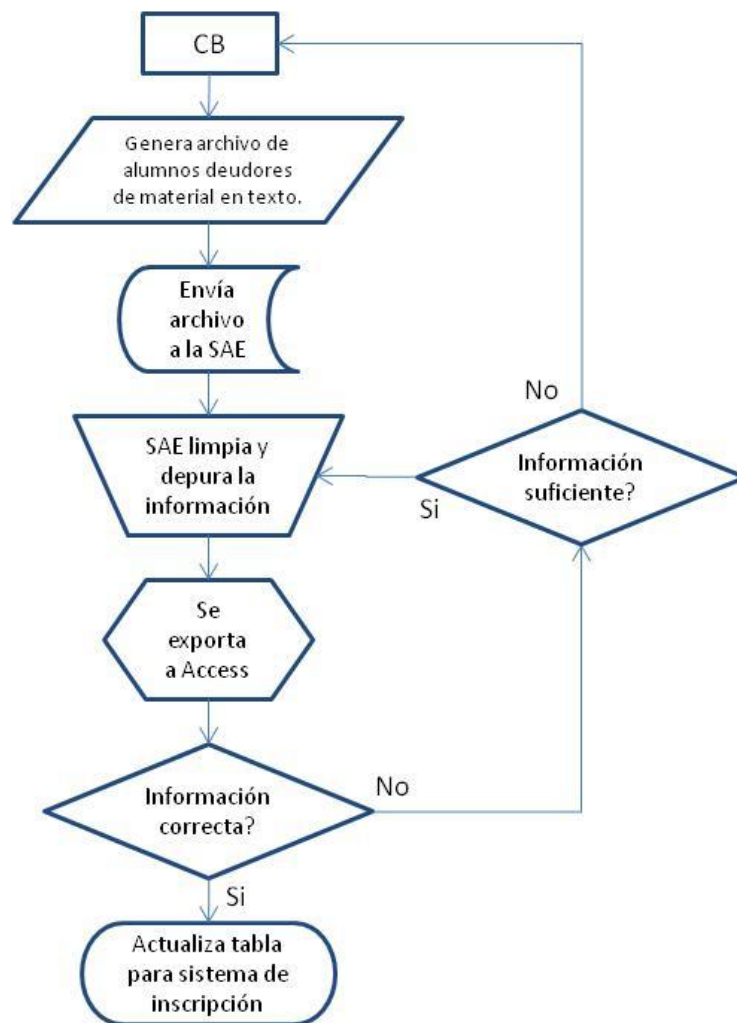 CB
Genera archivo de
alumnos deudores
de material en texto.
Envía
archivo
a la SAE
No
SAE limpia y
depura la
información
Información
suficiente?
Si
Se
exporta
a Access
Información
correcta?
No
Si
Actualiza tabla
para sistema de
inscripción